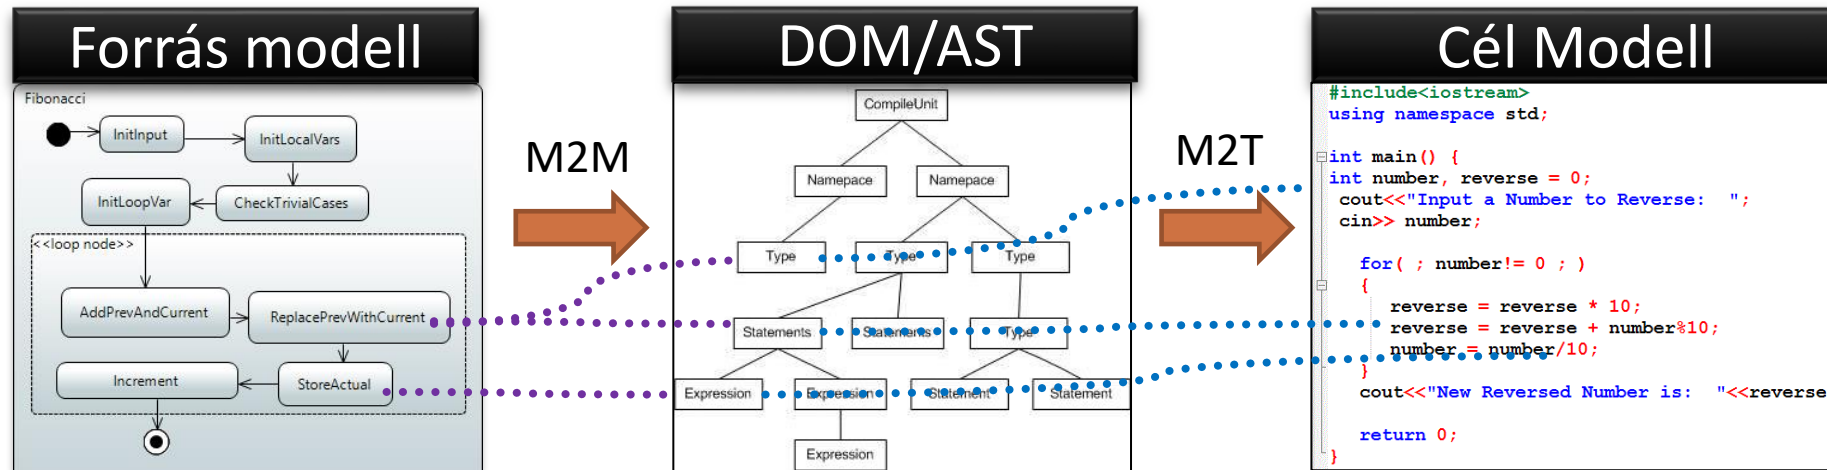 Forrás modell
Fibonacci
InitInput
InitLocalVars
InitLoopVar
CheckTrivialCases
<<loop node>>
AddPrevAndCurrent
ReplacePrevWithCurrent
Increment
StoreActual
M2M
DOM/AST
CompileUnit
Namepace
Namepace
Type
Type
Type
Statements
Statements
Type
Expression
Expression
Statement
Statement
Expression
M2T
Cél Modell
#include<iostream>
using namespace std;
int main() {
int number, reverse = 0;
cout<<"Input a Number to Reverse:  ";
cin>> number;
for( ; number!= 0 ; )
{
reverse = reverse * 10;
reverse = reverse + number%10;
number = number/10;
}
cout<<"New Reversed Number is:  "<<reverse
return 0;
}